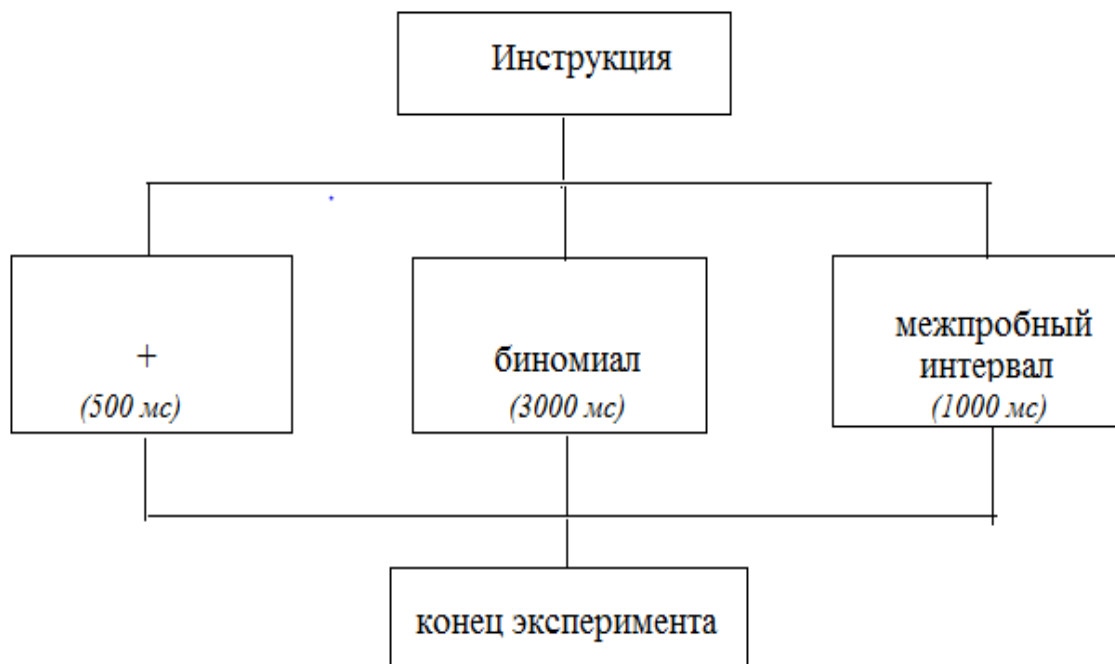 Инструкция
+
(500 мс)
биномиал
(3000 мс)
межпробный
интервал
(1000 мс)
конец эксперимента